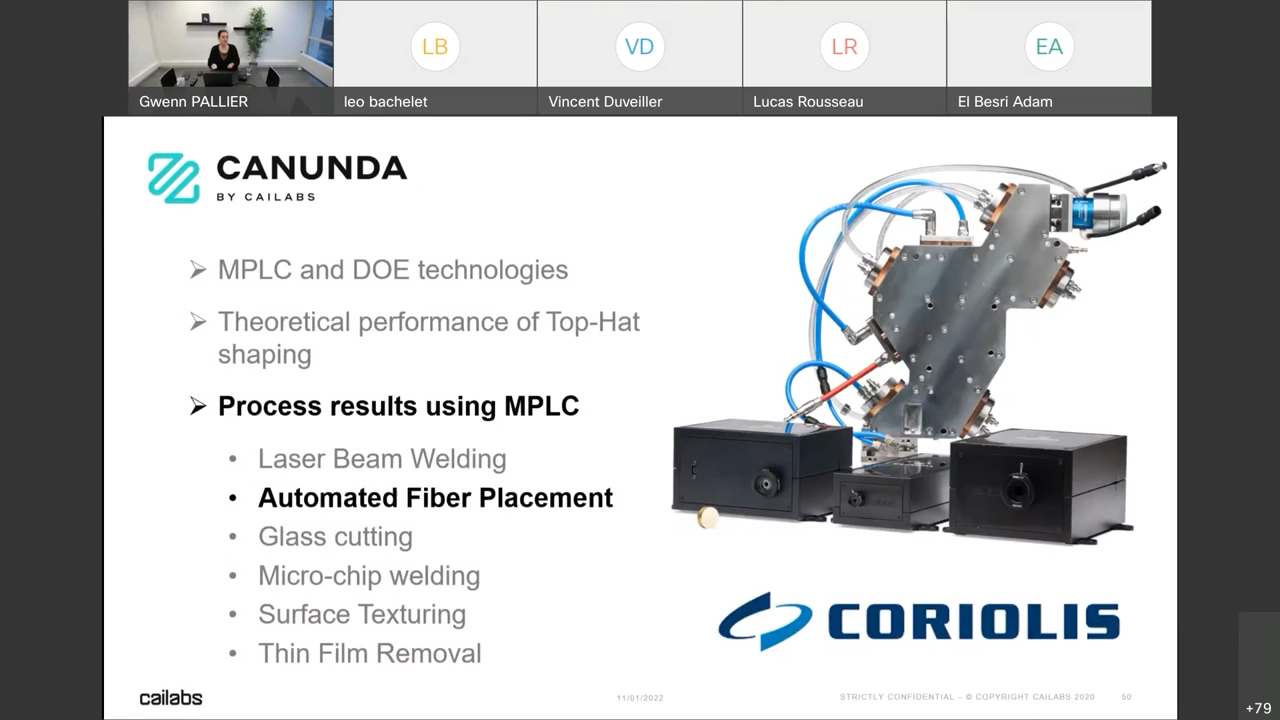 LB
VD
LR
EA
Gwenn PALLIER
leo bachelet
Vincent Duveiller
Lucas Rousseau
El Besri Adam
CANUNDA
BY CAILABS
➢ MPLC and DOE technologies
➢ Theoretical performance of Top-Hat
shaping
➢ Process results using MPLC
• Laser Beam Welding
• Automated Fiber Placement
• Glass cutting
• Micro-chip welding
• Surface Texturing
• Thin Film Removal
CORIOLIS
cailabs
11/01/2022
STRICTLY CONFIDENTIAL – © COPYRIGHT CAILABS 2020
50
+79